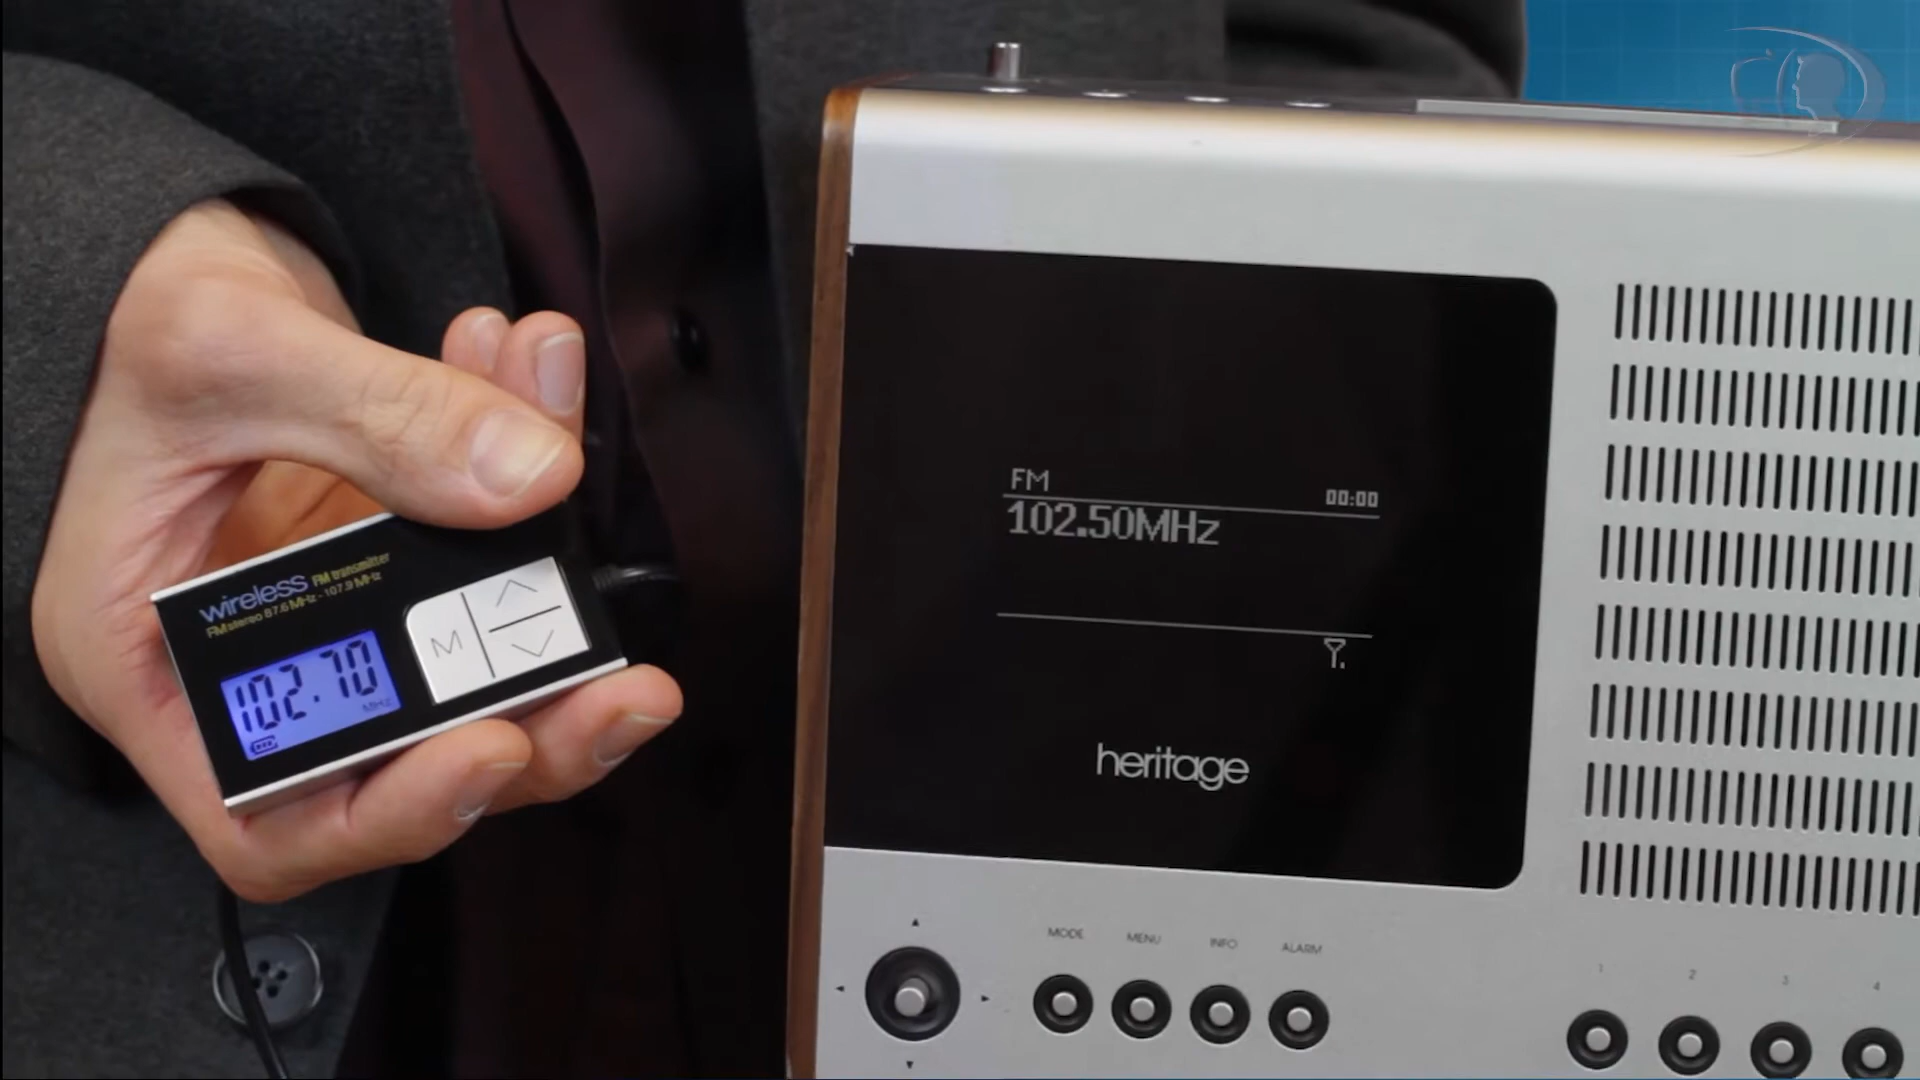 wireless FM transmitter
FM stereo 87.6 MHz - 107.9 MHz
102.70
MHz
M
FM
00:00
102.50MHz
heritage
MODE MENU INFO ALARM
1 2 3 4